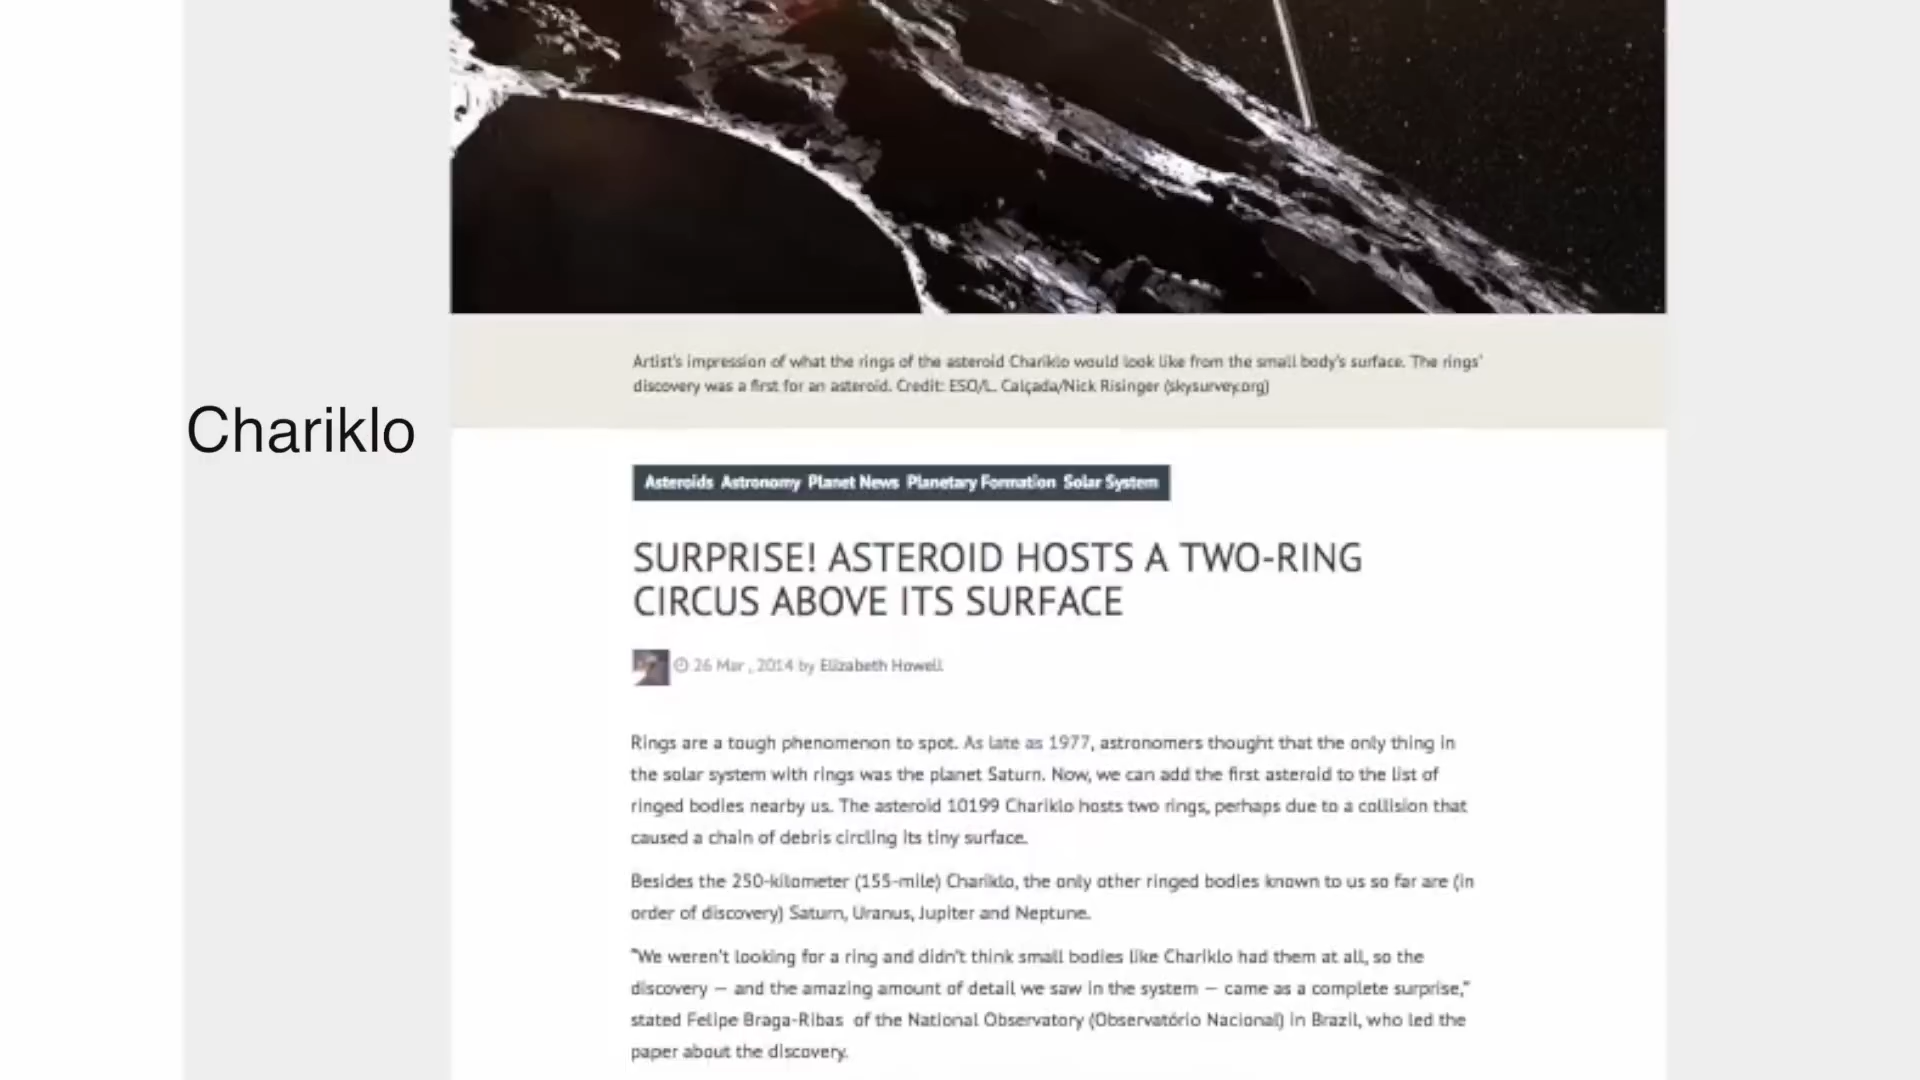 Artist's impression of what the rings of the asteroid Chariklo would look like from the small body's surface. The rings'
discovery was a first for an asteroid. Credit: ESO/L. Calçada/Nick Risinger (skysurvey.org)
Chariklo
Asteroids Astronomy Planet News Planetary Formation Solar System
SURPRISE! ASTEROID HOSTS A TWO-RING
CIRCUS ABOVE ITS SURFACE
26 Mar , 2014 by Elizabeth Howell
Rings are a tough phenomenon to spot. As late as 1977, astronomers thought that the only thing in
the solar system with rings was the planet Saturn. Now, we can add the first asteroid to the list of
ringed bodies nearby us. The asteroid 10199 Chariklo hosts two rings, perhaps due to a collision that
caused a chain of debris circling its tiny surface.
Besides the 250-kilometer (155-mile) Chariklo, the only other ringed bodies known to us so far are (in
order of discovery) Saturn, Uranus, Jupiter and Neptune.
"We weren't looking for a ring and didn't think small bodies like Chariklo had them at all, so the
discovery — and the amazing amount of detail we saw in the system — came as a complete surprise,"
stated Felipe Braga-Ribas of the National Observatory (Observatório Nacional) in Brazil, who led the
paper about the discovery.